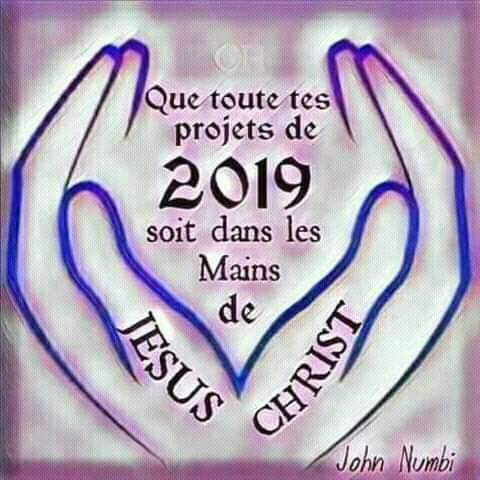 Que toute tes
projets de
2019
soit dans les
Mains
de
JESUS
CHRIST
John Numbi